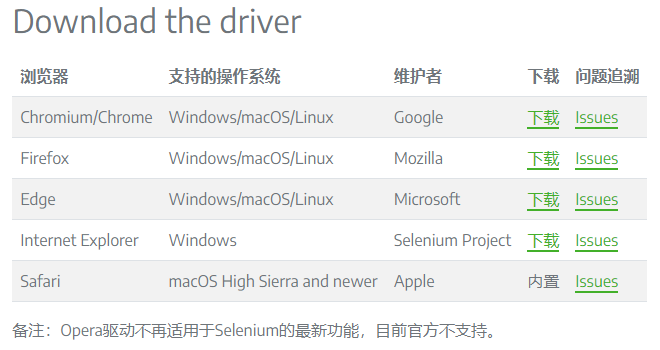 Download the driver
浏览器 支持的操作系统 维护者 下载 问题追溯
Chromium/Chrome Windows/macOS/Linux Google 下载 Issues
Firefox Windows/macOS/Linux Mozilla 下载 Issues
Edge Windows/macOS/Linux Microsoft 下载 Issues
Internet Explorer Windows Selenium Project 下载 Issues
Safari macOS High Sierra and newer Apple 内置 Issues
备注：Opera驱动不再适用于Selenium的最新功能，目前官方不支持。